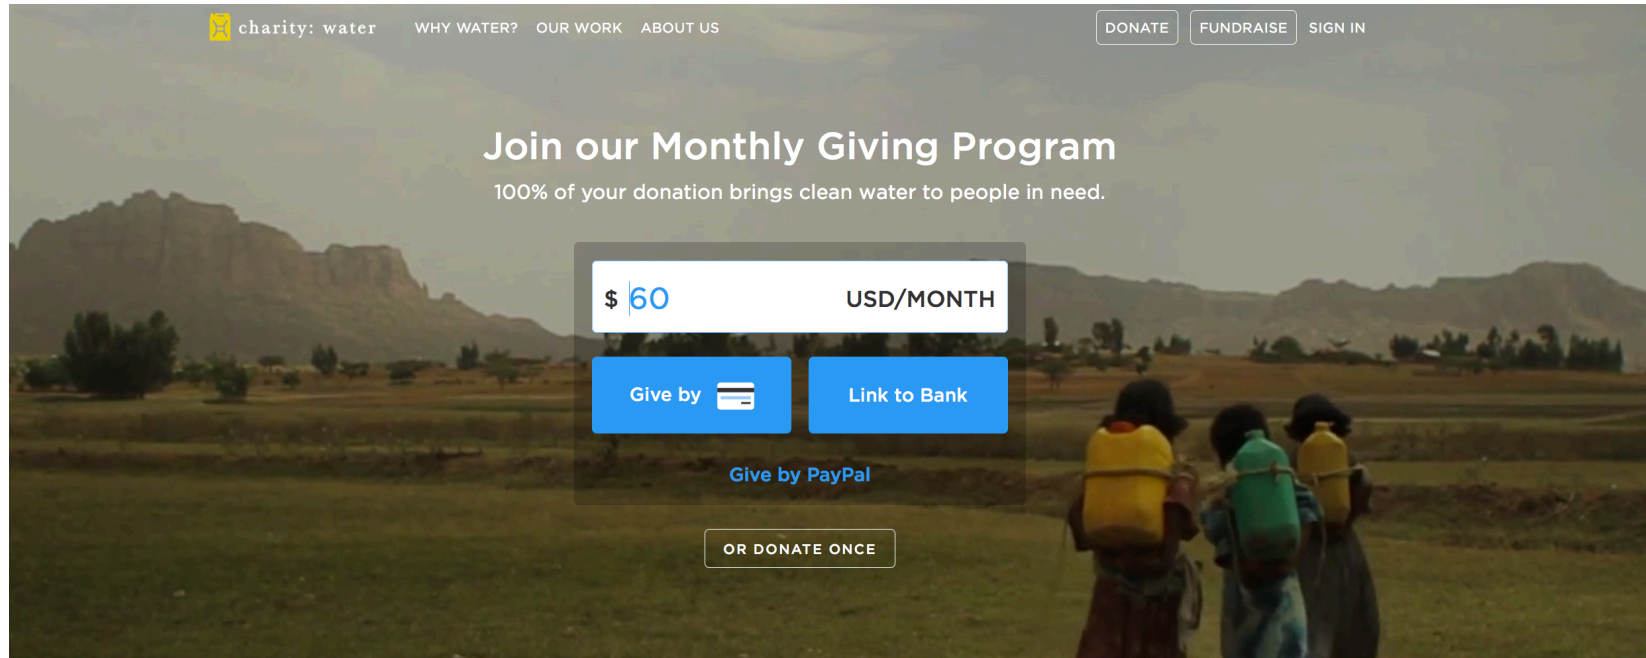 charity: water WHY WATER? OUR WORK ABOUT US DONATE FUNDRAISE SIGN IN
Join our Monthly Giving Program
100% of your donation brings clean water to people in need.
$ 60 USD/MONTH
Give by Link to Bank
Give by PayPal
OR DONATE ONCE